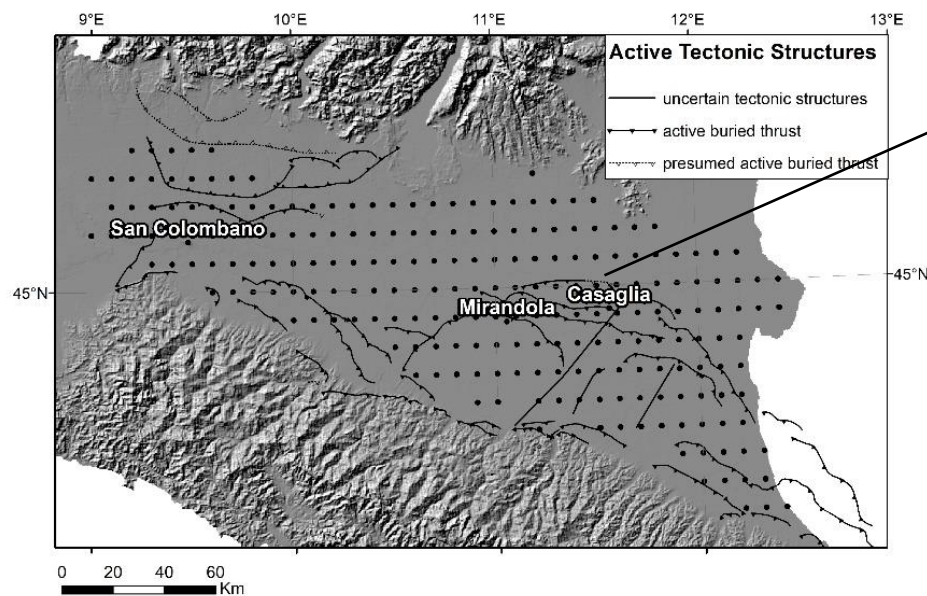 9°E 10°E 11°E 12°E 13°E
Active Tectonic Structures
uncertain tectonic structures
active buried thrust
presumed active buried thrust
San Colombano
45°N 45°N
Casaglia
Mirandola
0 20 40 60
Km